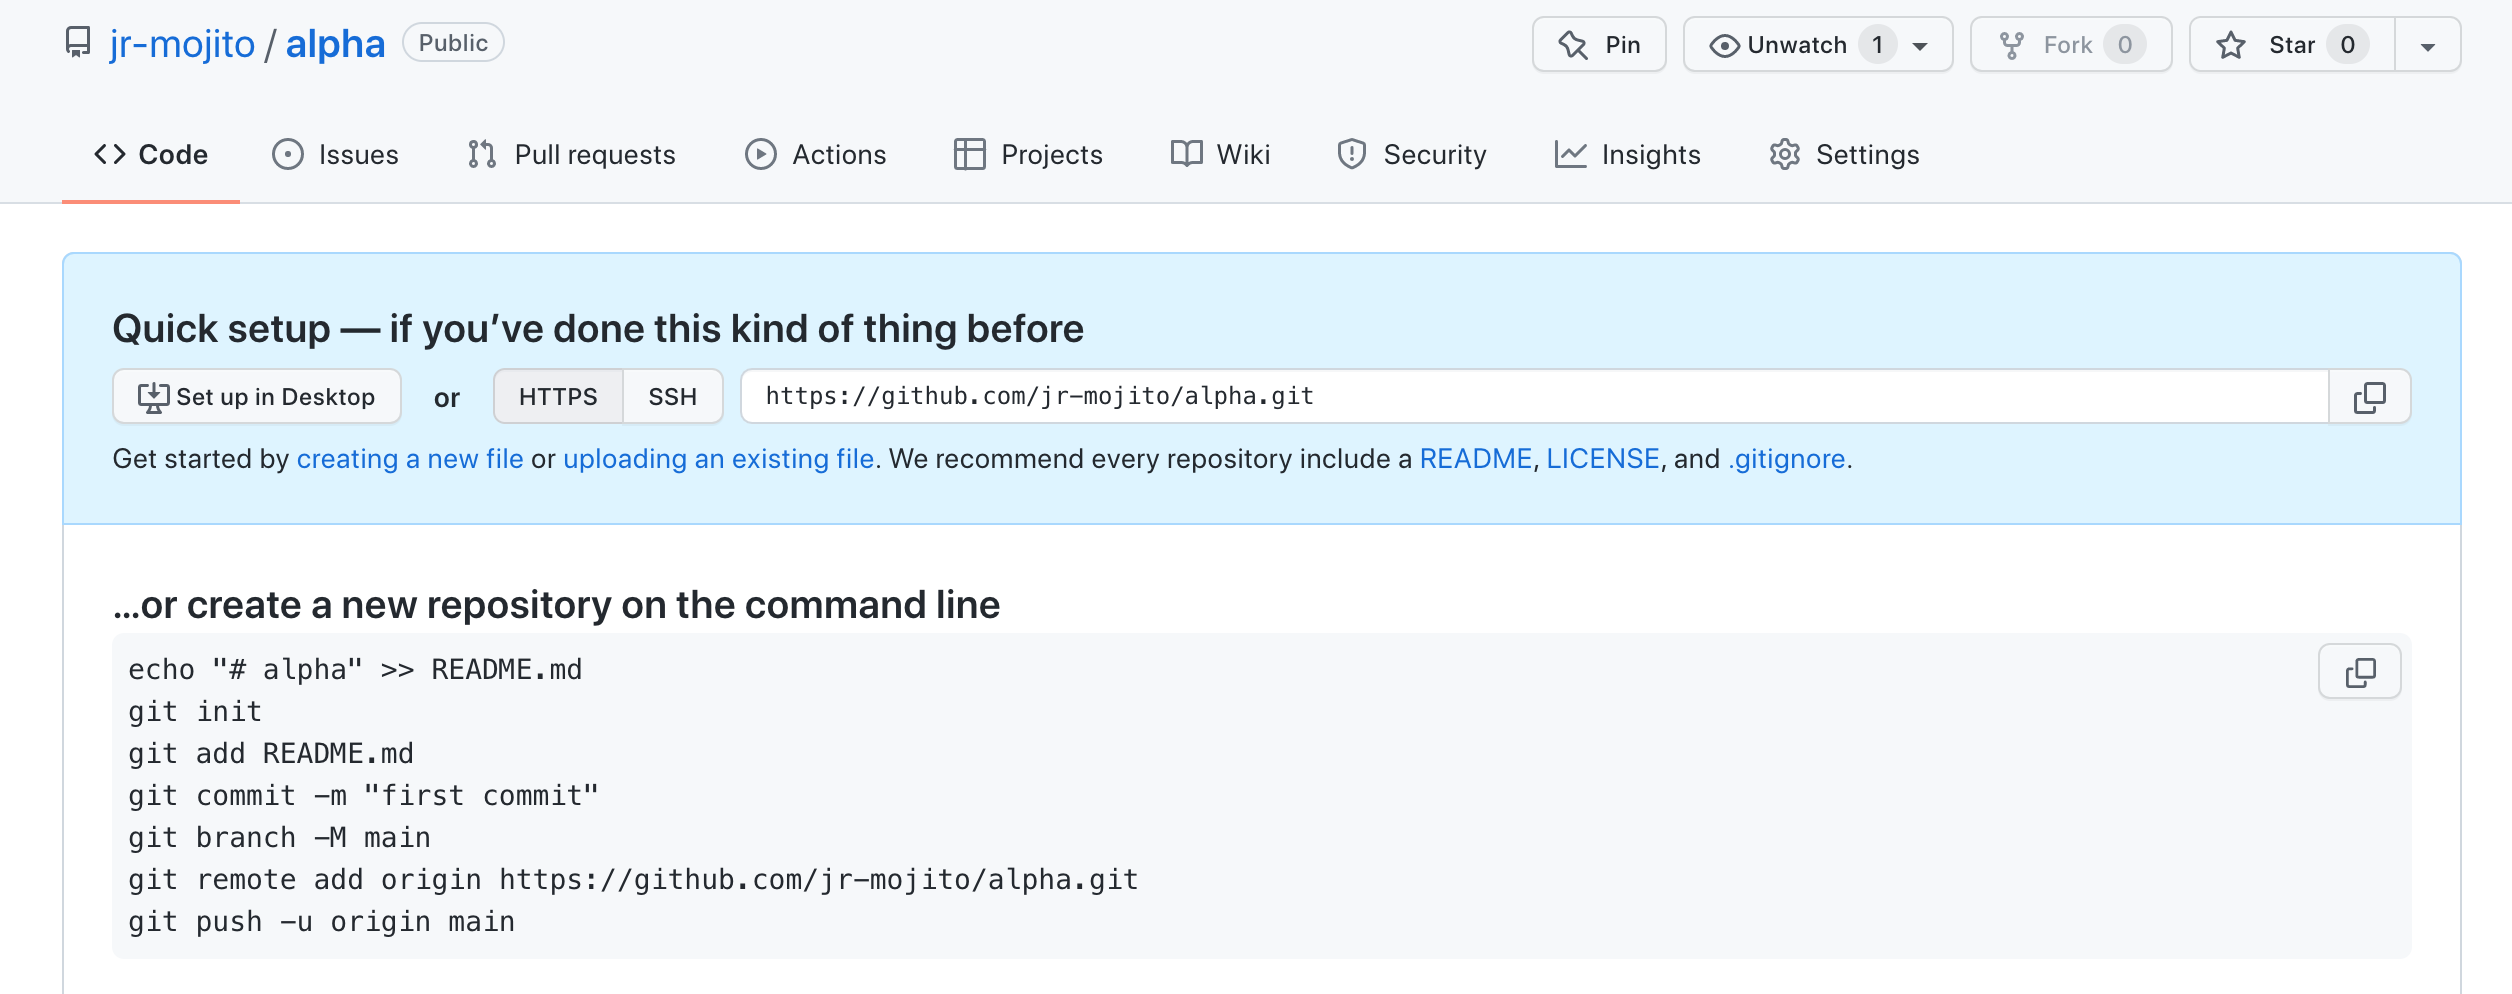 jr-mojito / alpha Public Pin Unwatch 1 Fork 0 Star 0
Code Issues Pull requests Actions Projects Wiki Security Insights Settings
Quick setup — if you’ve done this kind of thing before
Set up in Desktop or HTTPS SSH https://github.com/jr-mojito/alpha.git
Get started by creating a new file or uploading an existing file. We recommend every repository include a README, LICENSE, and .gitignore.
…or create a new repository on the command line
echo "# alpha" >> README.md
git init
git add README.md
git commit -m "first commit"
git branch -M main
git remote add origin https://github.com/jr-mojito/alpha.git
git push -u origin main